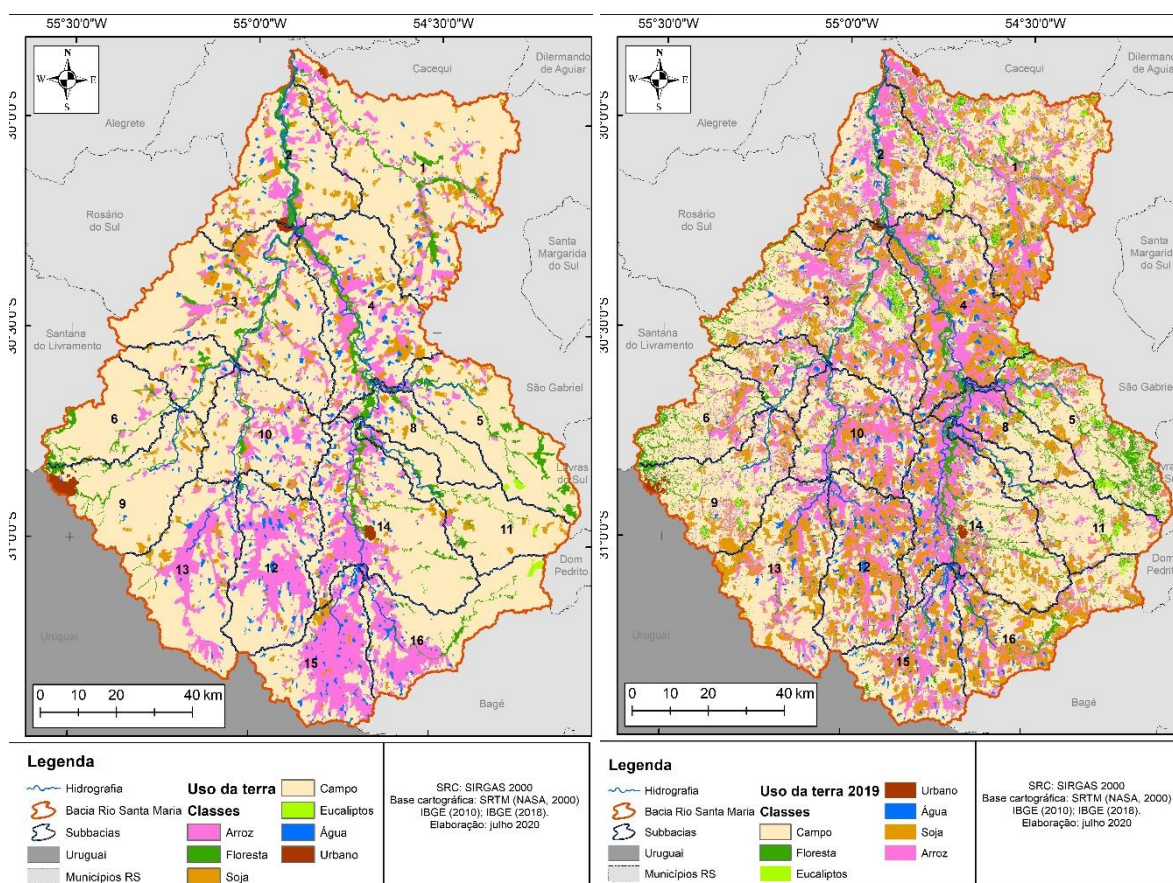 55°30'0"W 55°0'0"W 54°30'0"W
N
W E
S
Dilermando
de Aguiar
Cacequi
Alegrete
30°0'0"S
Rosário
do Sul
Santa
Margarida
do Sul
30°30'0"S
Santana
do Livramento
São Gabriel
Lavras
do Sul
31°0'0"S
Dom
Pedrito
Uruguai
Bagé
1
2
3
4
5
6
7
8
9
10
11
12
13
14
15
16
0 10 20 40 km
Legenda
Hidrografia
Bacia Rio Santa Maria
Subbacias
Uruguai
Municípios RS
Uso da terra
Classes
Arroz
Floresta
Soja
Campo
Eucaliptos
Água
Urbano
SRC: SIRGAS 2000
Base cartográfica: SRTM (NASA, 2000)
IBGE (2010); IBGE (2018).
Elaboração: julho 2020
55°30'0"W 55°0'0"W 54°30'0"W
N
W E
S
Dilermando
de Aguiar
Cacequi
Alegrete
30°0'0"S
Rosário
do Sul
Santa
Margarida
do Sul
30°30'0"S
Santana
do Livramento
São Gabriel
31°0'0"S
Dom
Pedrito
Uruguai
Bagé
1
2
3
4
5
6
7
8
9
10
11
12
13
14
15
16
0 10 20 40 km
Legenda
Hidrografia
Bacia Rio Santa Maria
Subbacias
Uruguai
Municípios RS
Uso da terra 2019
Classes
Campo
Floresta
Eucaliptos
Urbano
Água
Soja
Arroz
SRC: SIRGAS 2000
Base cartográfica: SRTM (NASA, 2000)
IBGE (2010); IBGE (2018).
Elaboração: julho 2020